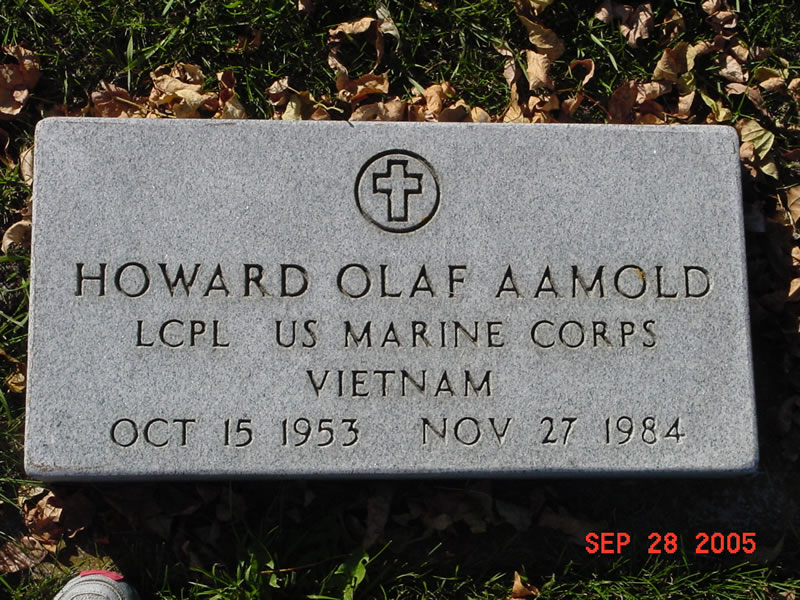 HOWARD OLAF AAMOLD
LCPL US MARINE CORPS
VIETNAM
OCT 15 1953 NOV 27 1984
SEP 28 2005